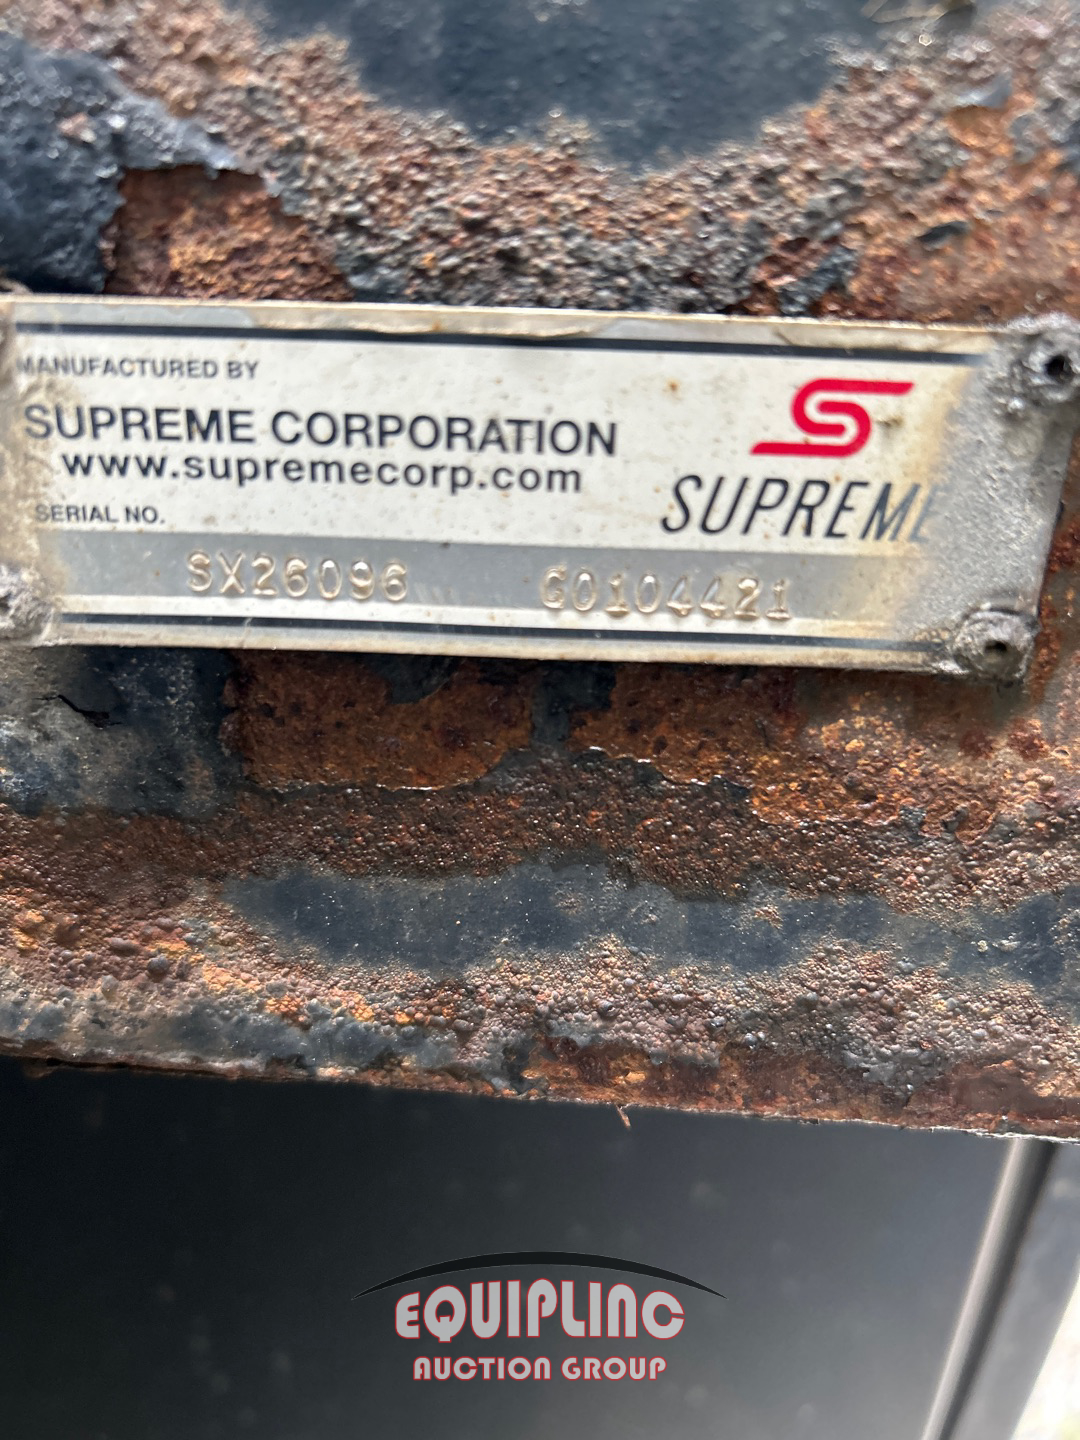 MANUFACTURED BY
SUPREME CORPORATION
www.supremecorp.com
SERIAL NO.
SUPREME
SX26096 G0104421
EQUIPLINC
AUCTION GROUP